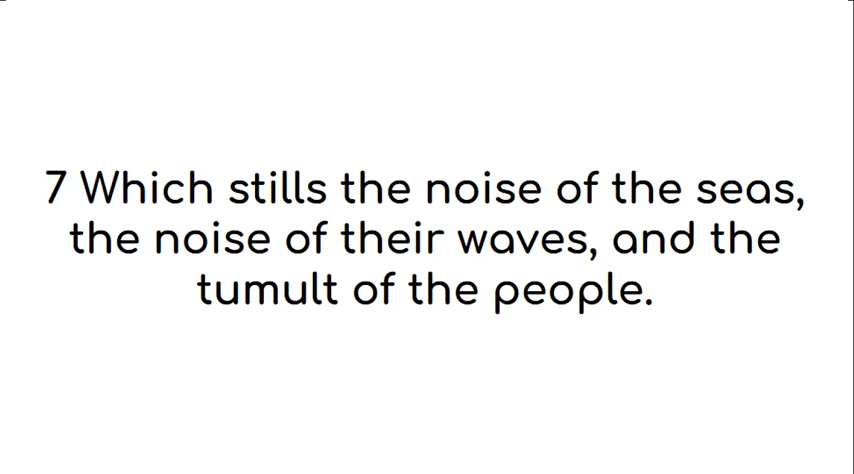 7 Which stills the noise of the seas,
the noise of their waves, and the
tumult of the people.